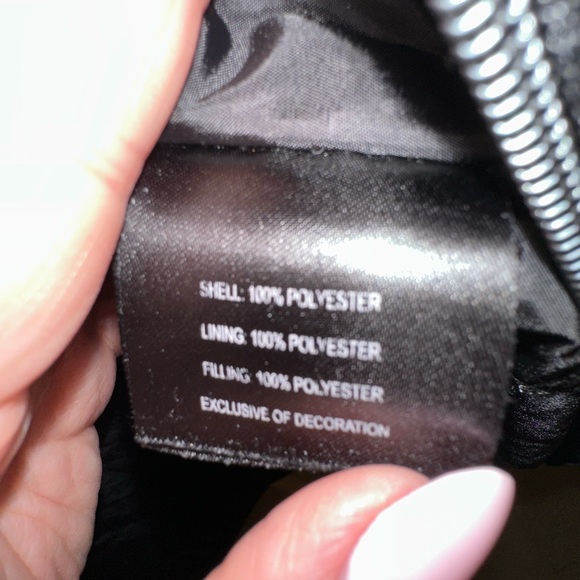 SHELL: 100% POLYESTER
LINING: 100% POLYESTER
FILLING: 100% POLYESTER
EXCLUSIVE OF DECORATION